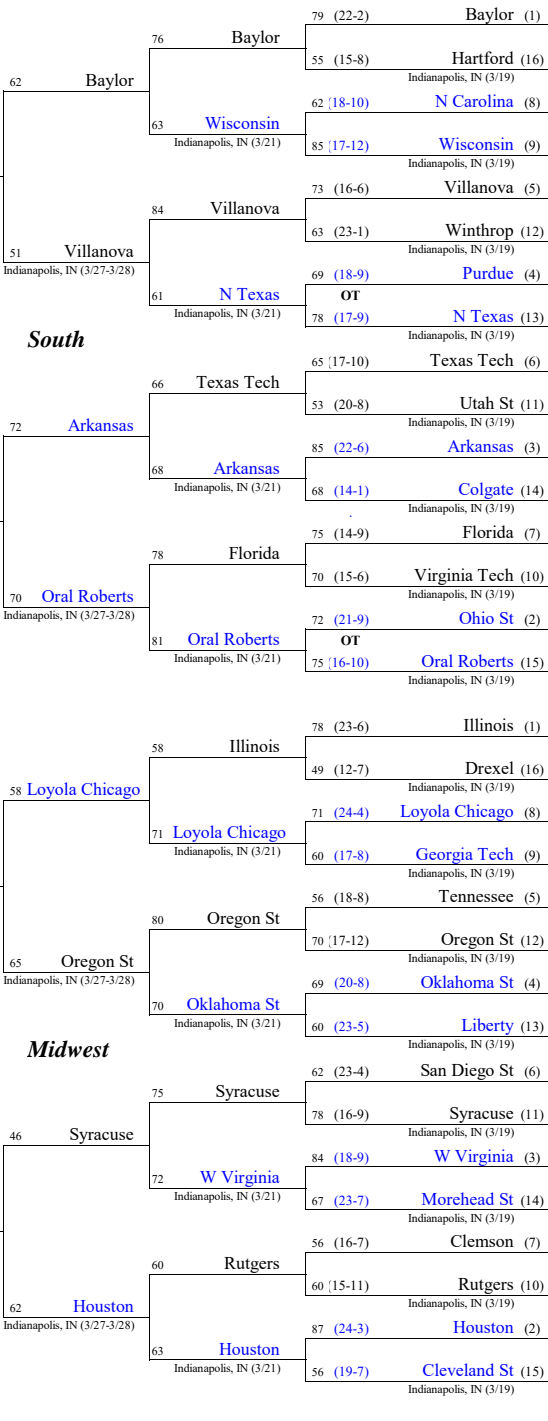 79 (22-2) Baylor (1)
76 Baylor
55 (15-8) Hartford (16)
Indianapolis, IN (3/19)
62 Baylor
62 (18-10) N Carolina (8)
63 Wisconsin
Indianapolis, IN (3/21)
85 (17-12) Wisconsin (9)
Indianapolis, IN (3/19)
73 (16-6) Villanova (5)
84 Villanova
63 (23-1) Winthrop (12)
Indianapolis, IN (3/19)
51 Villanova
Indianapolis, IN (3/27-3/28)
69 (18-9) Purdue (4)
OT
61 N Texas
Indianapolis, IN (3/21)
78 (17-9) N Texas (13)
Indianapolis, IN (3/19)
South
65 (17-10) Texas Tech (6)
66 Texas Tech
53 (20-8) Utah St (11)
Indianapolis, IN (3/19)
72 Arkansas
85 (22-6) Arkansas (3)
68 Arkansas
Indianapolis, IN (3/21)
68 (14-1) Colgate (14)
Indianapolis, IN (3/19)
75 (14-9) Florida (7)
78 Florida
70 (15-6) Virginia Tech (10)
Indianapolis, IN (3/19)
70 Oral Roberts
Indianapolis, IN (3/27-3/28)
72 (21-9) Ohio St (2)
OT
81 Oral Roberts
Indianapolis, IN (3/21)
75 (16-10) Oral Roberts (15)
Indianapolis, IN (3/19)
78 (23-6) Illinois (1)
58 Illinois
49 (12-7) Drexel (16)
Indianapolis, IN (3/19)
58 Loyola Chicago
71 (24-4) Loyola Chicago (8)
71 Loyola Chicago
Indianapolis, IN (3/21)
60 (17-8) Georgia Tech (9)
Indianapolis, IN (3/19)
56 (18-8) Tennessee (5)
80 Oregon St
70 (17-12) Oregon St (12)
Indianapolis, IN (3/19)
65 Oregon St
Indianapolis, IN (3/27-3/28)
69 (20-8) Oklahoma St (4)
70 Oklahoma St
Indianapolis, IN (3/21)
60 (23-5) Liberty (13)
Indianapolis, IN (3/19)
Midwest
62 (23-4) San Diego St (6)
75 Syracuse
78 (16-9) Syracuse (11)
Indianapolis, IN (3/19)
46 Syracuse
84 (18-9) W Virginia (3)
72 W Virginia
Indianapolis, IN (3/21)
67 (23-7) Morehead St (14)
Indianapolis, IN (3/19)
56 (16-7) Clemson (7)
60 Rutgers
60 (15-11) Rutgers (10)
Indianapolis, IN (3/19)
62 Houston
Indianapolis, IN (3/27-3/28)
87 (24-3) Houston (2)
63 Houston
Indianapolis, IN (3/21)
56 (19-7) Cleveland St (15)
Indianapolis, IN (3/19)